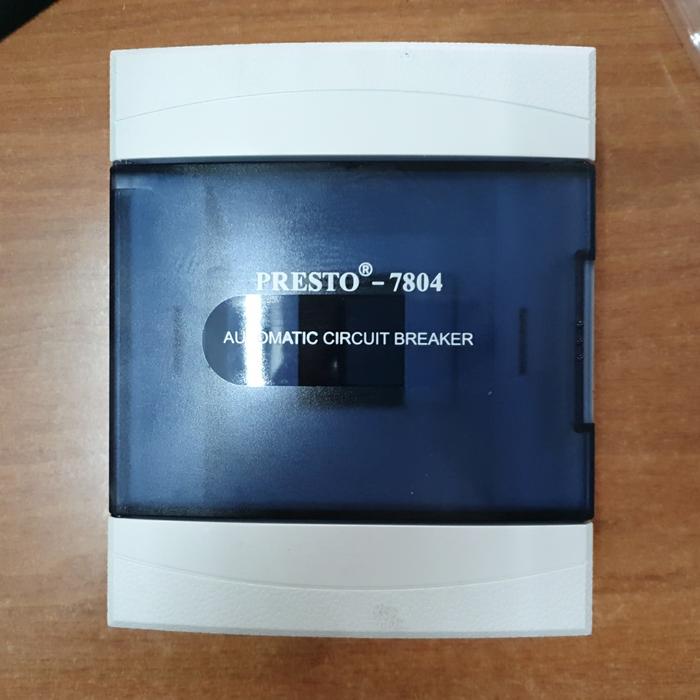 PRESTO® - 7804
AUTOMATIC CIRCUIT BREAKER